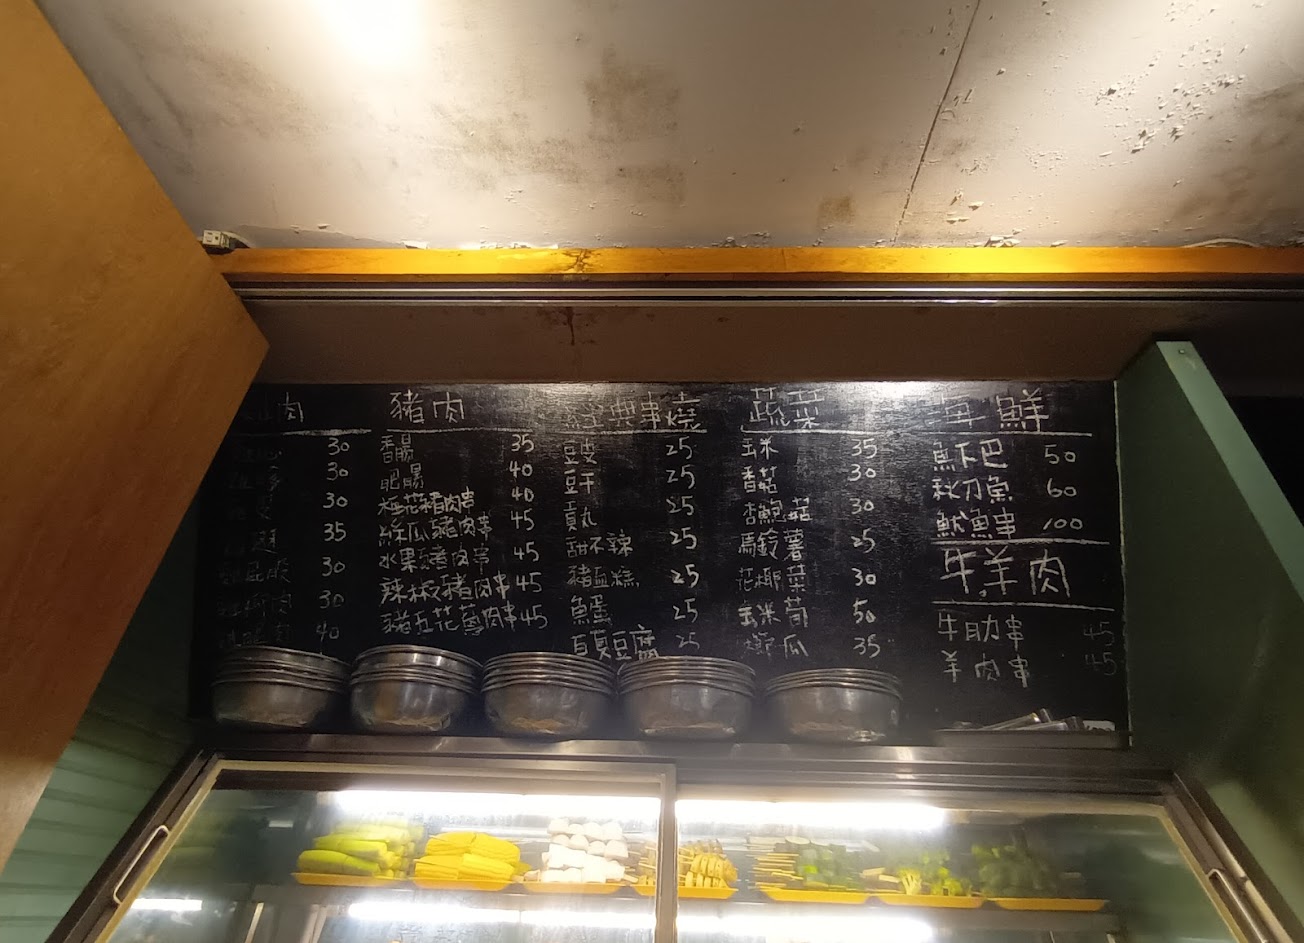 肉
30
30
30
35
30
30
40
豬肉
香腸 35
肥腸 40
梅花豬肉串 40
絲瓜豬肉串 45
水果豬肉串 45
辣椒豬肉串 45
豬五花蔥肉串 45
經典串燒
豆皮 25
豆干 25
貢丸 25
甜不辣 25
豬血糕 25
魚蛋 25
百頁豆腐 25
蔬菜
玉米 35
香菇 30
杏鮑菇 30
馬鈴薯 25
花椰菜 30
玉米筍 50
櫛瓜 35
海鮮
魚下巴 50
秋刀魚 60
魷魚串 100
牛.羊肉
牛肋串 45
羊肉串 45